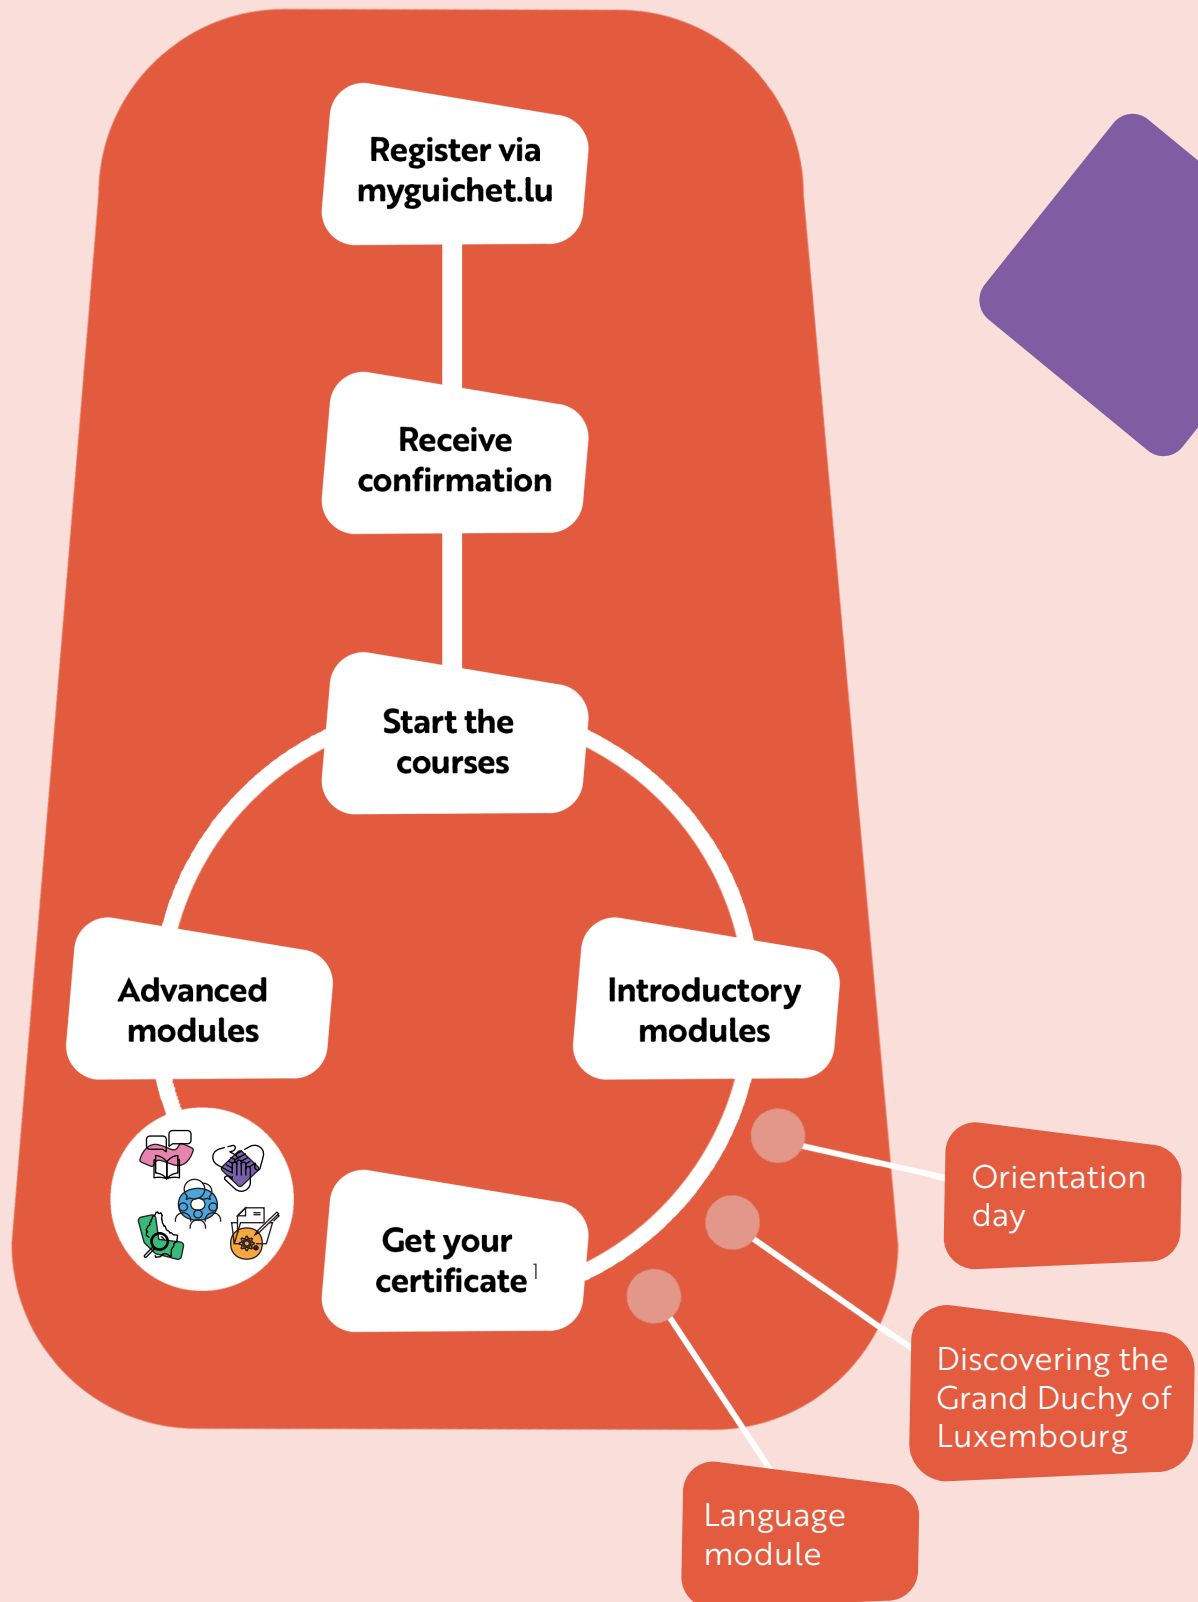 Register via
myguichet.lu
Receive
confirmation
Start the
courses
Advanced
modules
Introductory
modules
Get your
certificate 1
Orientation
day
Discovering the
Grand Duchy of
Luxembourg
Language
module